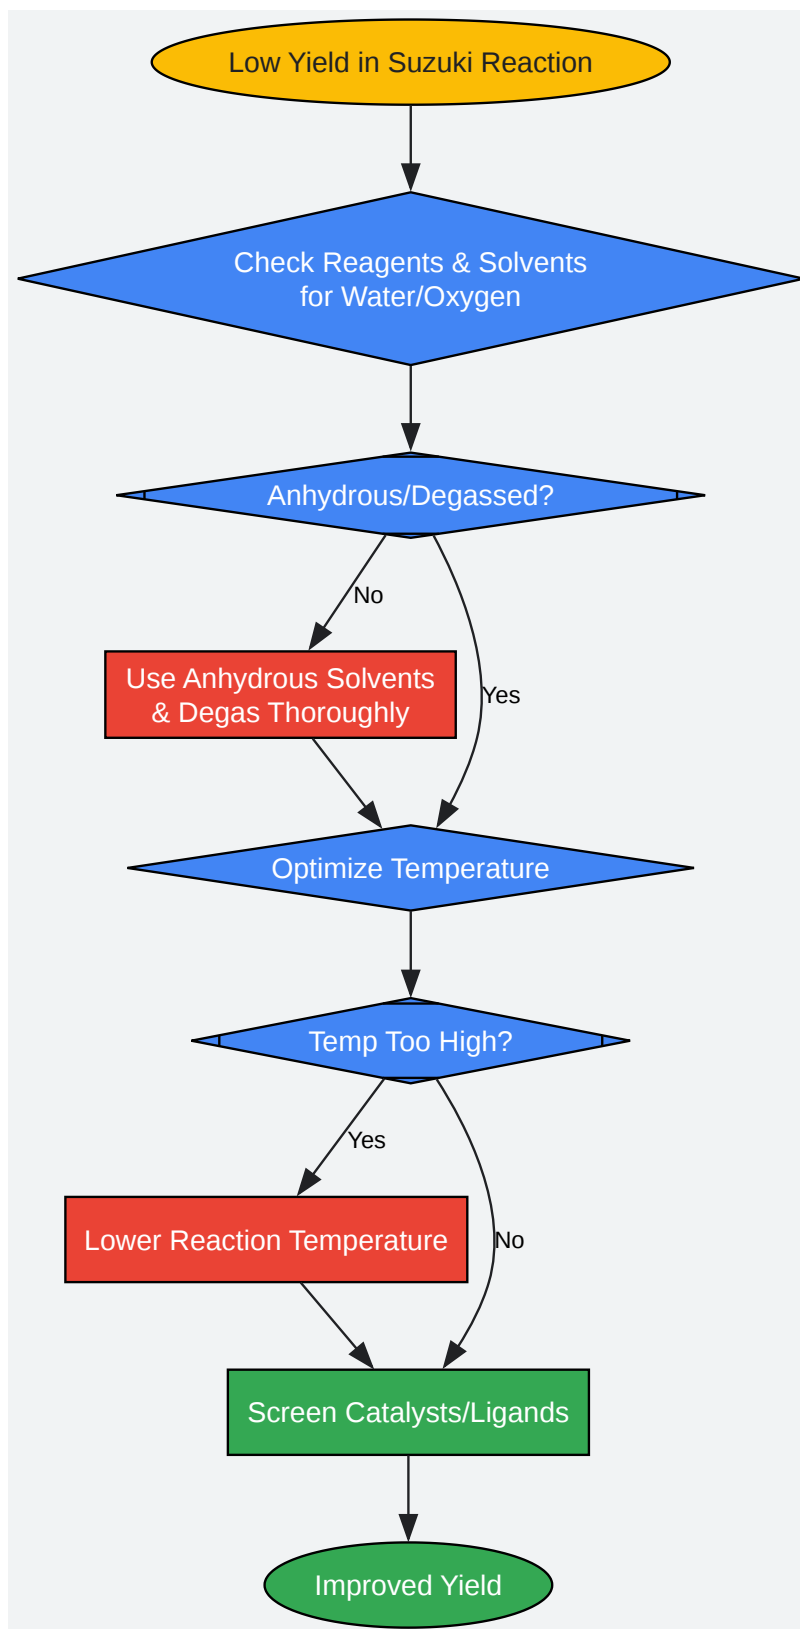 Low Yield in Suzuki Reaction
Check Reagents & Solvents
for Water/Oxygen
Anhydrous/Degassed?
No
Use Anhydrous Solvents
& Degas Thoroughly
Yes
Optimize Temperature
Temp Too High?
Yes
Lower Reaction Temperature
No
Screen Catalysts/Ligands
Improved Yield